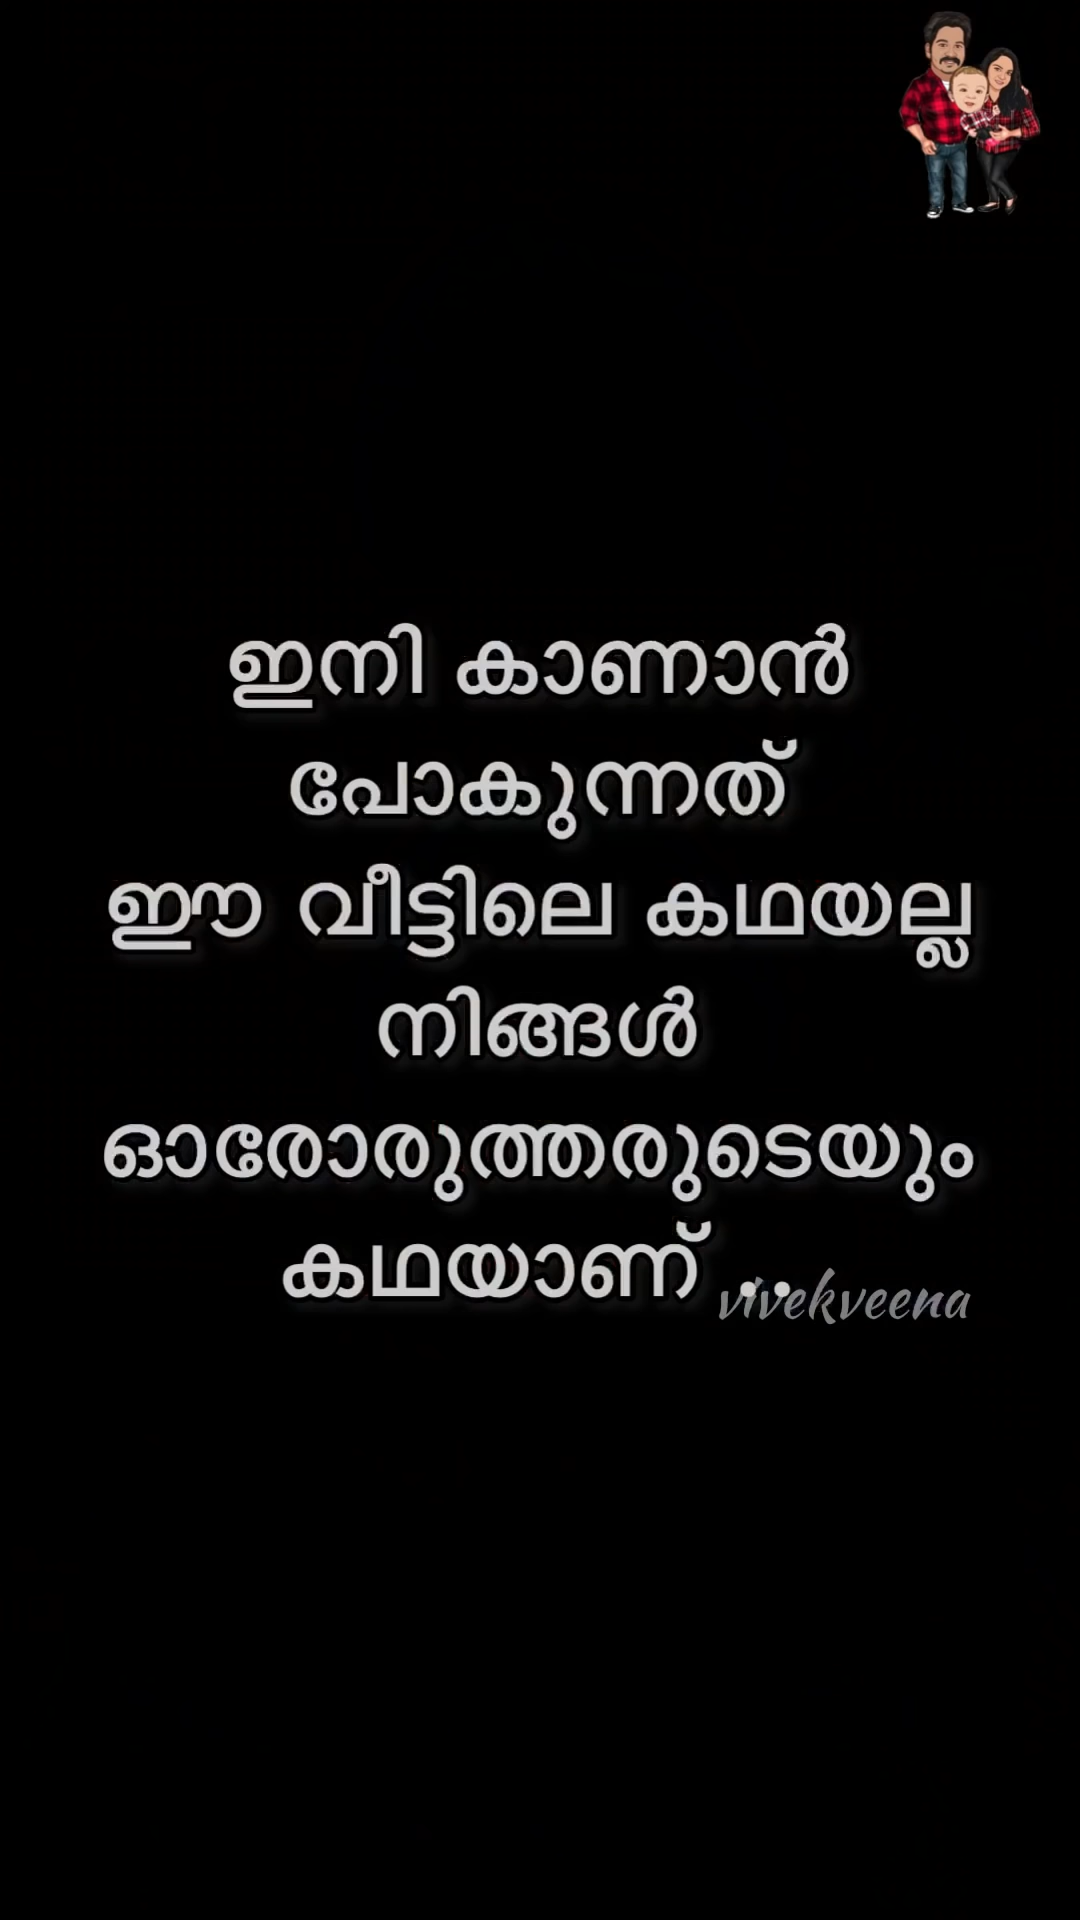 ഇനി കാണാൻ
പോകുന്നത്
ഈ വീട്ടിലെ കഥയല്ല
നിങ്ങൾ
ഓരോരുത്തരുടെയും
കഥയാണ് ..
vivekveena